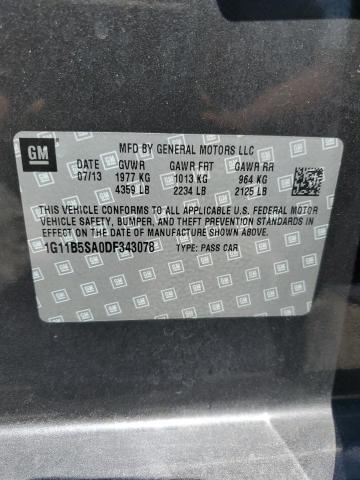 GM
MFD BY GENERAL MOTORS LLC
DATE GVWR GAWR FRT GAWR RR
07/13 1977 KG 1013 KG 964 KG
4359 LB 2234 LB 2125 LB
THIS VEHICLE CONFORMS TO ALL APPLICABLE U.S. FEDERAL MOTOR
VEHICLE SAFETY, BUMPER, AND THEFT PREVENTION STANDARDS
IN EFFECT ON THE DATE OF MANUFACTURE SHOWN ABOVE.
1G11B5SA0DF343078 TYPE: PASS CAR